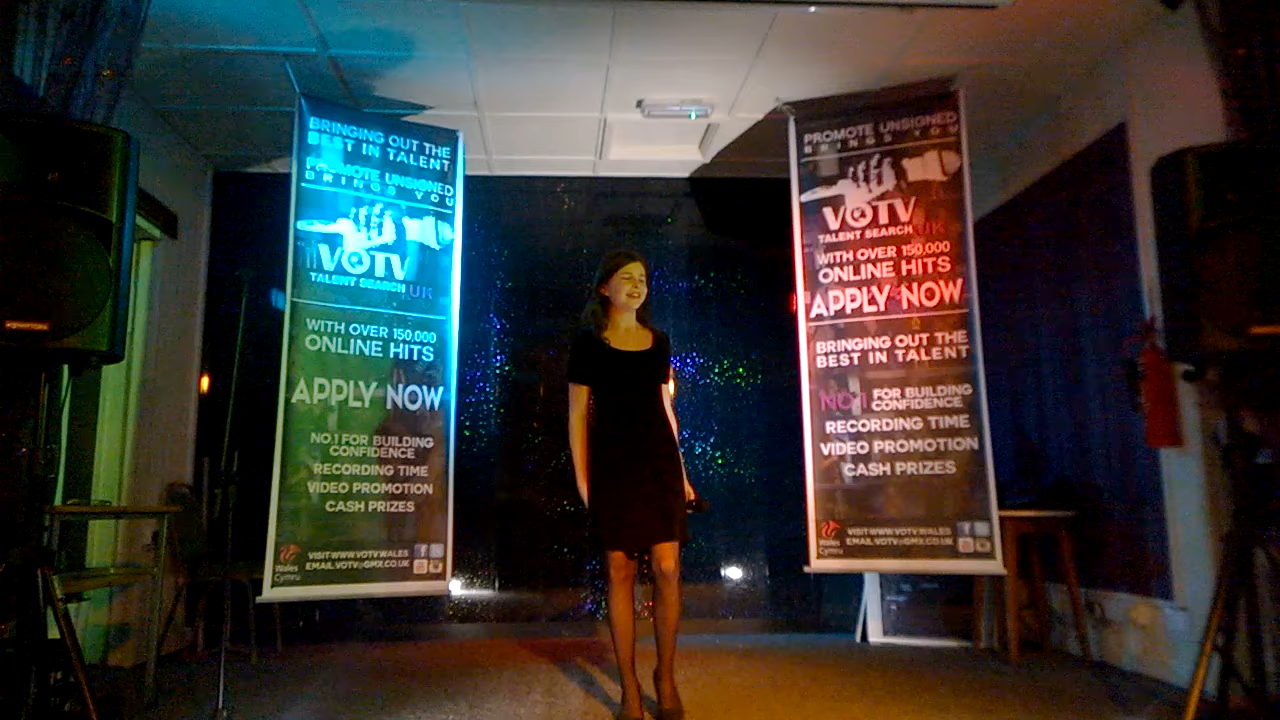 BRINGING OUT THE
BEST IN TALENT
PROMOTE UNSIGNED
BRINGS YOU
VOTV
TALENT SEARCH UK
WITH OVER 150,000
ONLINE HITS
APPLY NOW
NO.1 FOR BUILDING
CONFIDENCE
RECORDING TIME
VIDEO PROMOTION
CASH PRIZES
Wales
Cymru
VISIT-WWW.VOTV.WALES
EMAIL.VOTV@GMX.CO.UK
PROMOTE UNSIGNED
BRINGS YOU
VOTV
TALENT SEARCH UK
WITH OVER 150,000
ONLINE HITS
APPLY NOW
BRINGING OUT THE
BEST IN TALENT
NO.1 FOR BUILDING
CONFIDENCE
RECORDING TIME
VIDEO PROMOTION
CASH PRIZES
Wales
Cymru
VISIT-WWW.VOTV.WALES
EMAIL.VOTV@GMX.CO.UK